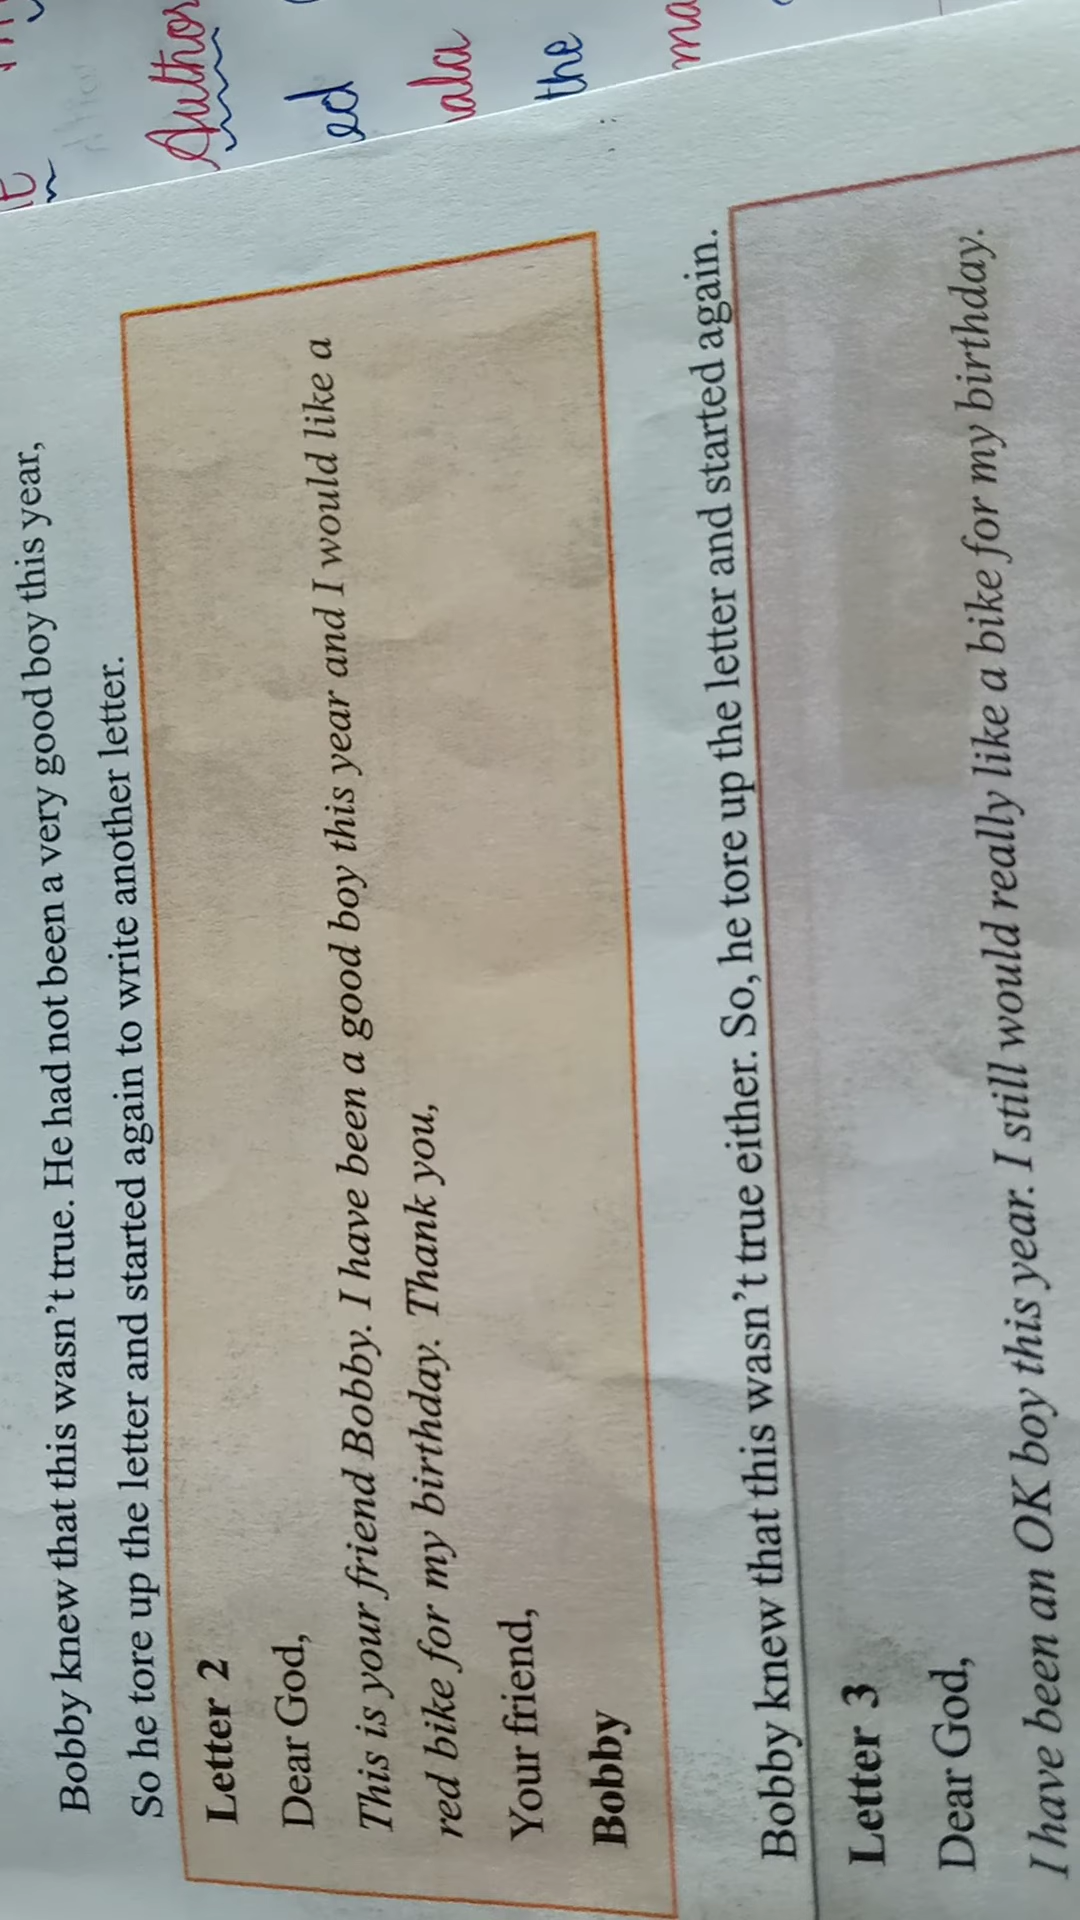 Bobby knew that this wasn't true. He had not been a very good boy this year,
So he tore up the letter and started again to write another letter.
Letter 2
Dear God,
This is your friend Bobby. I have been a good boy this year and I would like a
red bike for my birthday. Thank you,
Your friend,
Bobby
Bobby knew that this wasn't true either. So, he tore up the letter and started again.
Letter 3
Dear God,
I have been an OK boy this year. I still would really like a bike for my birthday.
Author
ed
ala
the
ma